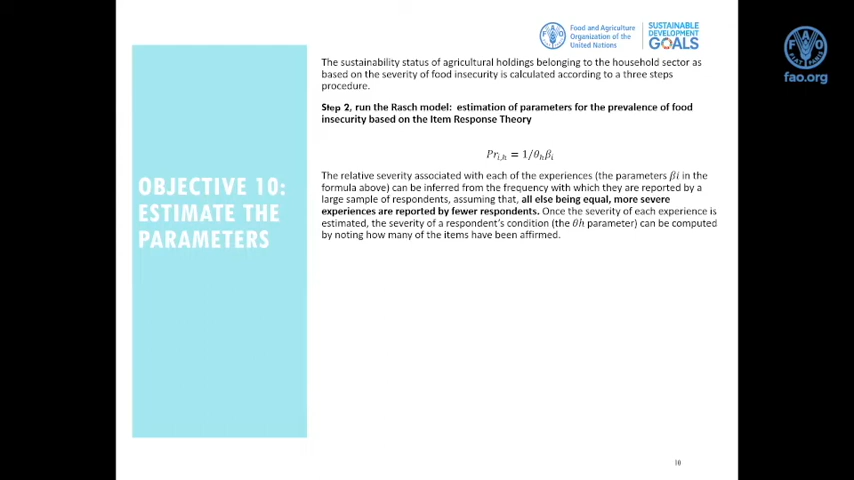 Food and Agriculture
Organization of the
United Nations
SUSTAINABLE
DEVELOPMENT
GOALS
fao.org
OBJECTIVE 10:
ESTIMATE THE
PARAMETERS
The sustainability status of agricultural holdings belonging to the household sector as
based on the severity of food insecurity is calculated according to a three steps
procedure.
Step 2, run the Rasch model: estimation of parameters for the prevalence of food
insecurity based on the Item Response Theory
Pr_{i,h} = 1/θ_hβ_i
The relative severity associated with each of the experiences (the parameters βi in the
formula above) can be inferred from the frequency with which they are reported by a
large sample of respondents, assuming that, all else being equal, more severe
experiences are reported by fewer respondents. Once the severity of each experience is
estimated, the severity of a respondent's condition (the θh parameter) can be computed
by noting how many of the items have been affirmed.
10